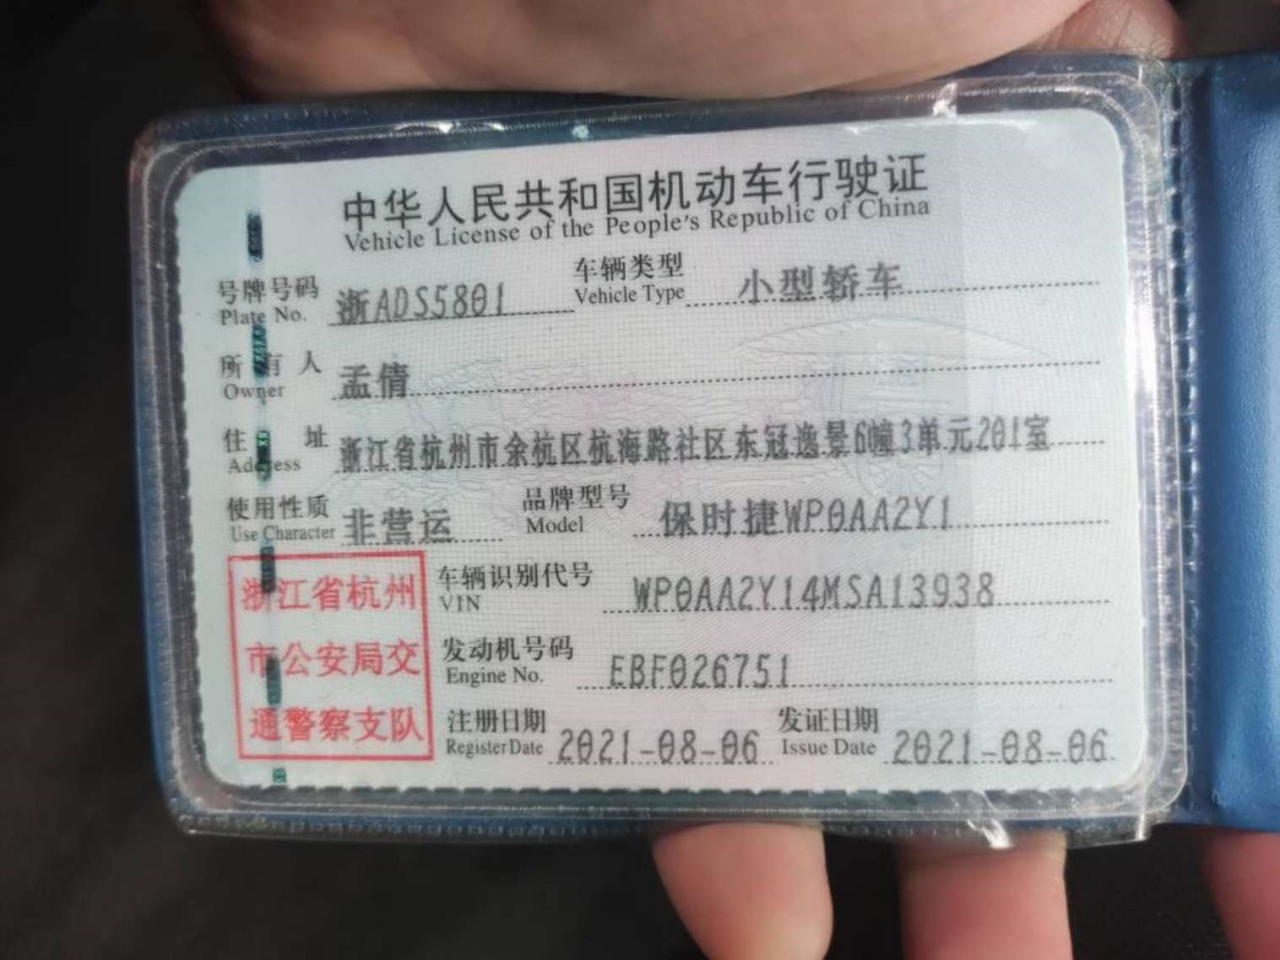 中华人民共和国机动车行驶证
Vehicle License of the People's Republic of China
号牌号码 浙ADS5801 车辆类型 小型轿车
Plate No. Vehicle Type
所有人 孟倩
Owner
住址 浙江省杭州市余杭区杭海路社区东冠逸景6幢3单元201室
Address
使用性质 非营运 品牌型号 保时捷WP0AA2Y1
Use Character Model
浙江省杭州 车辆识别代号 WP0AA2Y14MSA13938
VIN
市公安局交 发动机号码 EBF026751
Engine No.
通警察支队 注册日期 2021-08-06 发证日期 2021-08-06
Register Date Issue Date